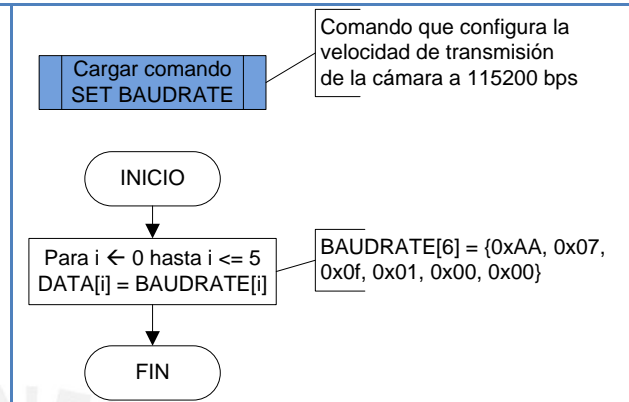 Cargar comando
SET BAUDRATE
Comando que configura la
velocidad de transmisión
de la cámara a 115200 bps
INICIO
Para i ← 0 hasta i <= 5
DATA[i] = BAUDRATE[i]
BAUDRATE[6] = {0xAA, 0x07,
0x0f, 0x01, 0x00, 0x00}
FIN